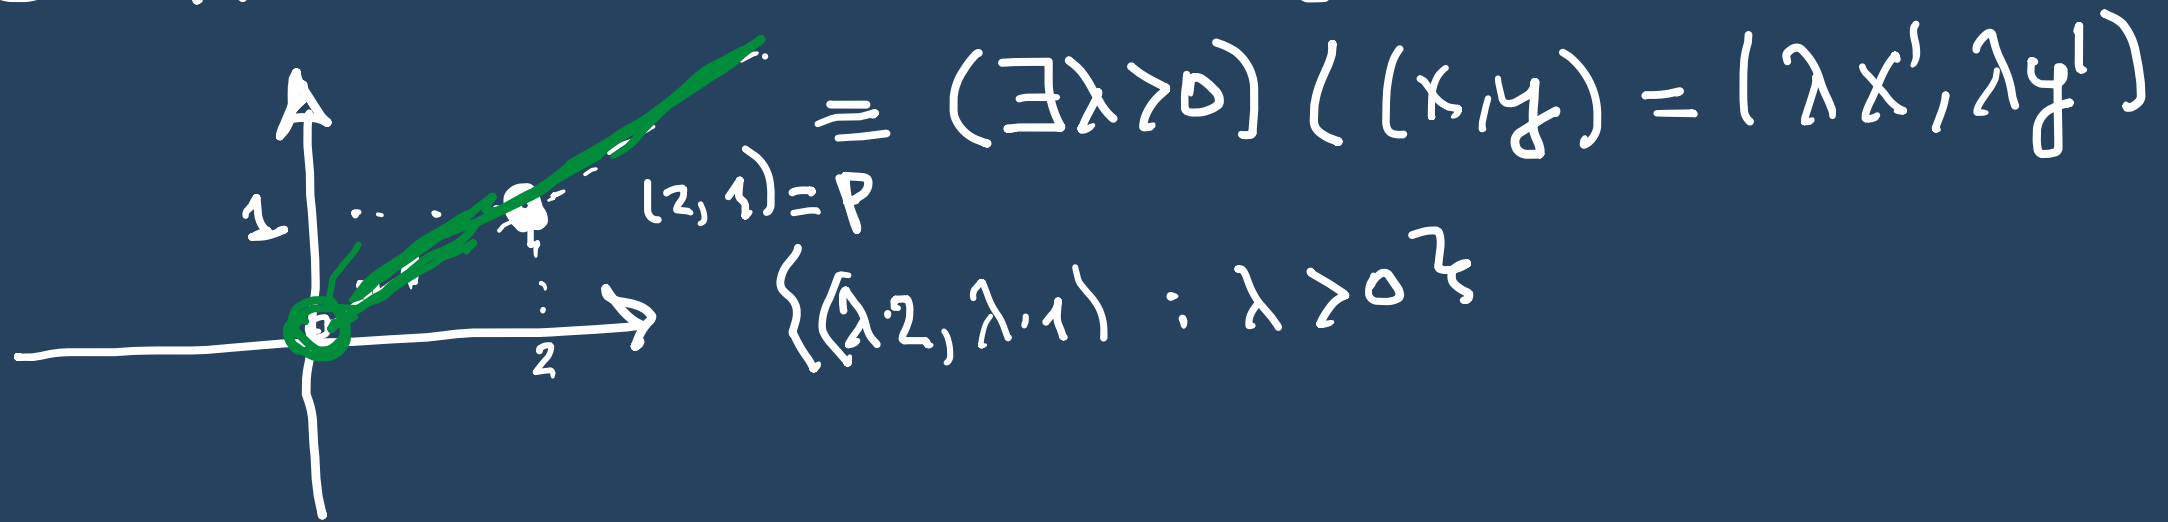 ≡ (∃λ>0) ((x,y) = (λx', λy')
1
(2,1)=P
{(λ·2, λ·1) : λ>0}
2